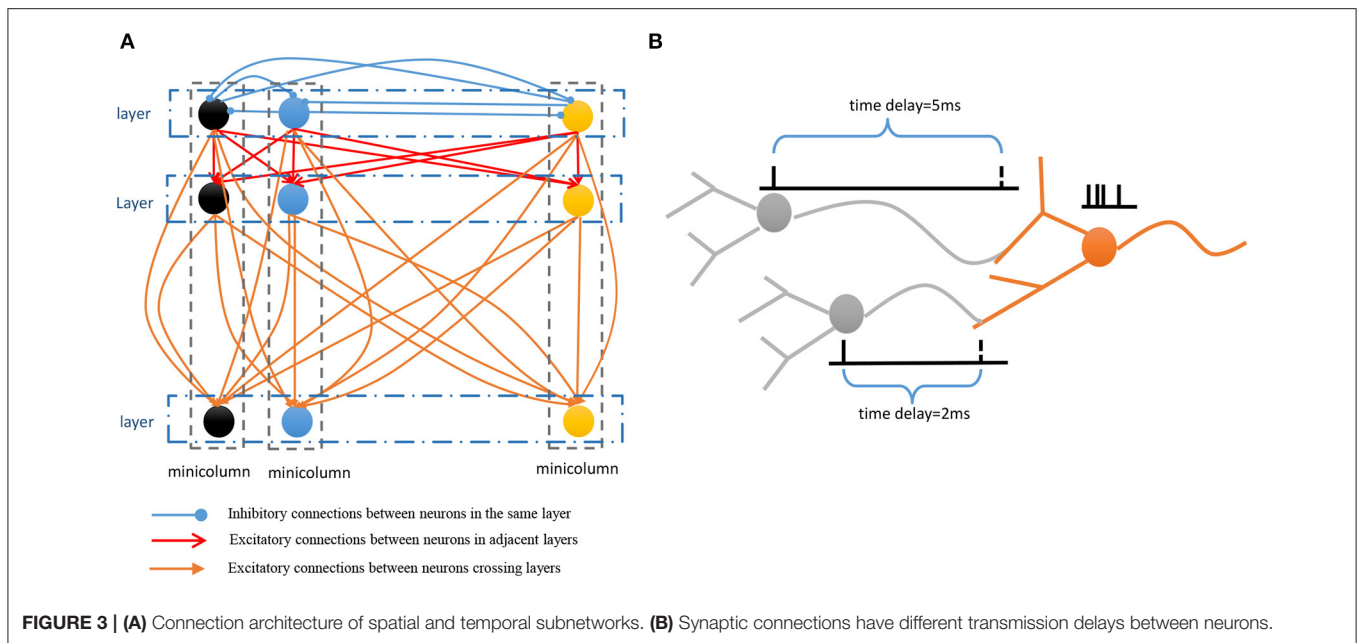 A
B
layer
Layer
layer
minicolumn
minicolumn
minicolumn
Inhibitory connections between neurons in the same layer
Excitatory connections between neurons in adjacent layers
Excitatory connections between neurons crossing layers
time delay=5ms
time delay=2ms
FIGURE 3 | (A) Connection architecture of spatial and temporal subnetworks. (B) Synaptic connections have different transmission delays between neurons.